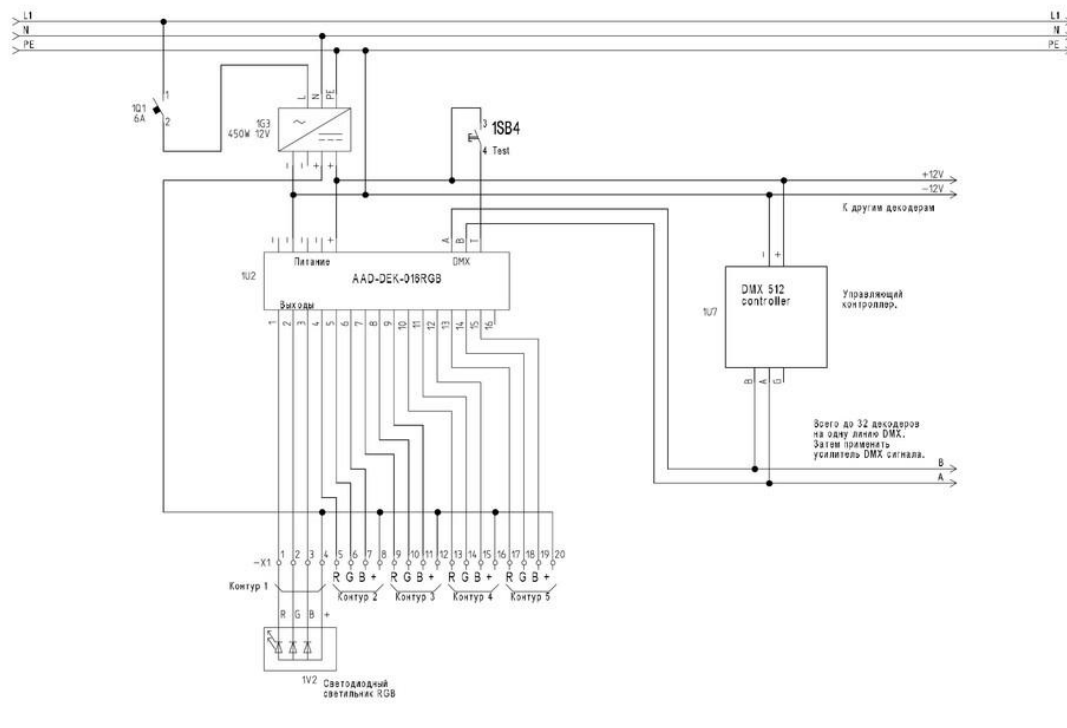 L1 L1
N N
PE PE
L N PE
1
1Q1
6A
2
1G3
450W 12V
~
3
1SB4
4 Test
− − + +
+12V
−12V
К другим декодерам
− − − + +
A B T
Питание
DMX
1U2
AAD-DEK-016RGB
Выходы
1 2 3 4 5 6 7 8 9 10 11 12 13 14 15 16
− +
DMX 512
controller
1U7
Управляющий
контроллер.
B A G
Всего до 32 декодеров
на одну линию DMX.
Затем применить
усилитель DMX сигнала.
B
A
-X1 1 2 3 4 5 6 7 8 9 10 11 12 13 14 15 16 17 18 19 20
R G B + R G B + R G B + R G B +
Контур 1
Контур 2 Контур 3 Контур 4 Контур 5
R G B +
1V2
Светодиодный
светильник RGB